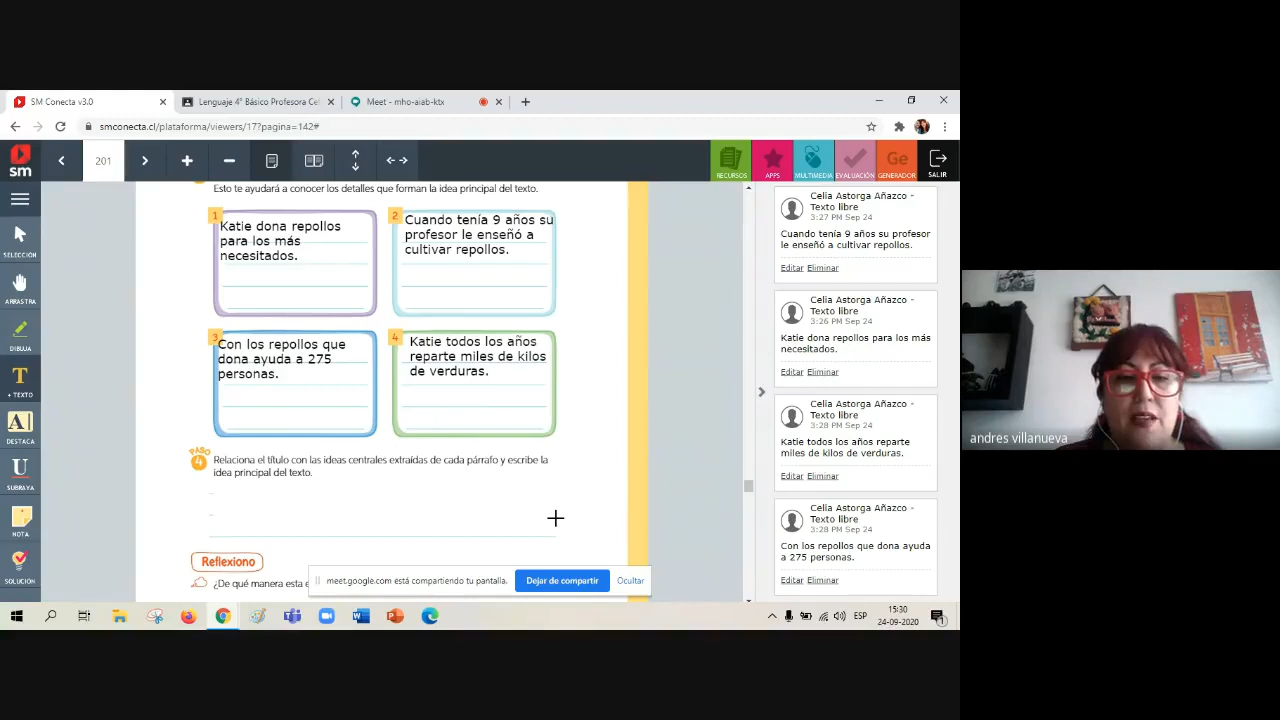 SM Conecta v3.0
Lenguaje 4° Básico Profesora Cel
Meet - mho-aiab-ktx
smconecta.cl/plataforma/viewers/17?pagina=142#
sm
201
RECURSOS
APPS
MULTIMEDIA
EVALUACIÓN
Ge
GENERADOR
SALIR
SELECCIÓN
ARRASTRA
DIBUJA
T
+ TEXTO
A
DESTACA
U
SUBRAYA
NOTA
SOLUCIÓN
Esto te ayudará a conocer los detalles que forman la idea principal del texto.
1
Katie dona repollos
para los más
necesitados.
2
Cuando tenía 9 años su
profesor le enseñó a
cultivar repollos.
3
Con los repollos que
dona ayuda a 275
personas.
4
Katie todos los años
reparte miles de kilos
de verduras.
PASO
4
Relaciona el título con las ideas centrales extraídas de cada párrafo y escribe la
idea principal del texto.
Reflexiono
¿De qué manera esta e
meet.google.com está compartiendo tu pantalla.
Dejar de compartir
Ocultar
Celia Astorga Añazco -
Texto libre
3:27 PM Sep 24
Cuando tenía 9 años su profesor
le enseñó a cultivar repollos.
Editar Eliminar
Celia Astorga Añazco -
Texto libre
3:26 PM Sep 24
Katie dona repollos para los más
necesitados.
Editar Eliminar
Celia Astorga Añazco -
Texto libre
3:28 PM Sep 24
Katie todos los años reparte
miles de kilos de verduras.
Editar Eliminar
Celia Astorga Añazco -
Texto libre
3:28 PM Sep 24
Con los repollos que dona ayuda
a 275 personas.
Editar Eliminar
ESP
15:30
24-09-2020
1
andres villanueva